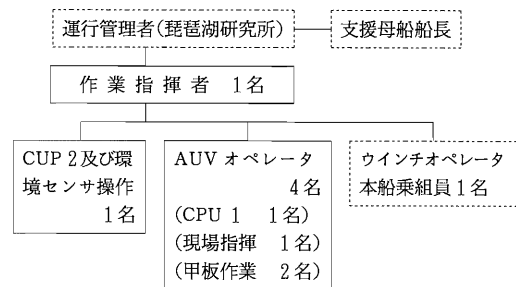 運行管理者(琵琶湖研究所)
支援母船船長
作業指揮者 1名
CUP 2及び環
境センサ操作
1名
AUV オペレータ
4名
(CPU 1 1名)
(現場指揮 1名)
(甲板作業 2名)
ウインチオペレータ
本船乗組員1名